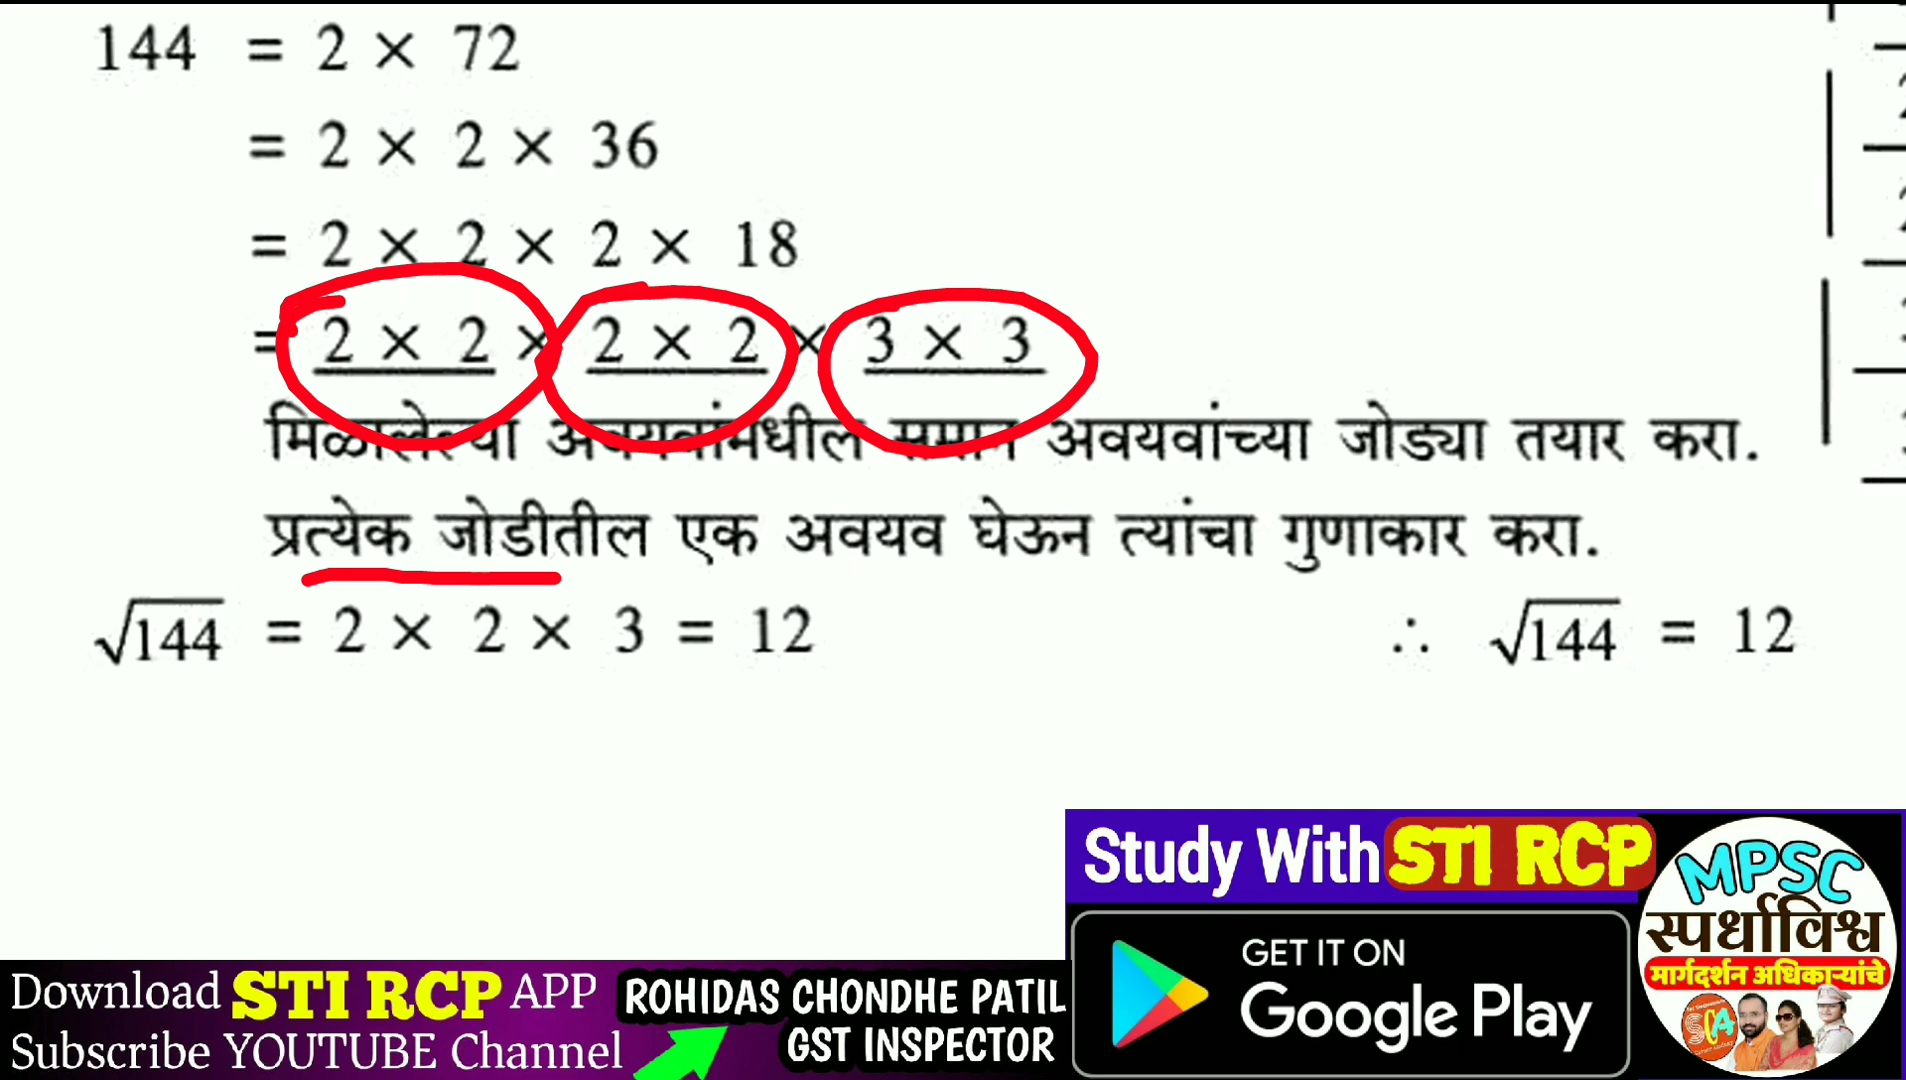 144 = 2 × 72
= 2 × 2 × 36
= 2 × 2 × 2 × 18
= 2 × 2 × 2 × 2 × 3 × 3
मिळालेल्या अवयवांमधील समान अवयवांच्या जोड्या तयार करा.
प्रत्येक जोडीतील एक अवयव घेऊन त्यांचा गुणाकार करा.
√144 = 2 × 2 × 3 = 12 ∴ √144 = 12
Study With STI RCP
GET IT ON
Google Play
MPSC
स्पर्धाविश्व
मार्गदर्शन अधिकाऱ्यांचे
Download STI RCP APP
Subscribe YOUTUBE Channel
ROHIDAS CHONDHE PATIL
GST INSPECTOR